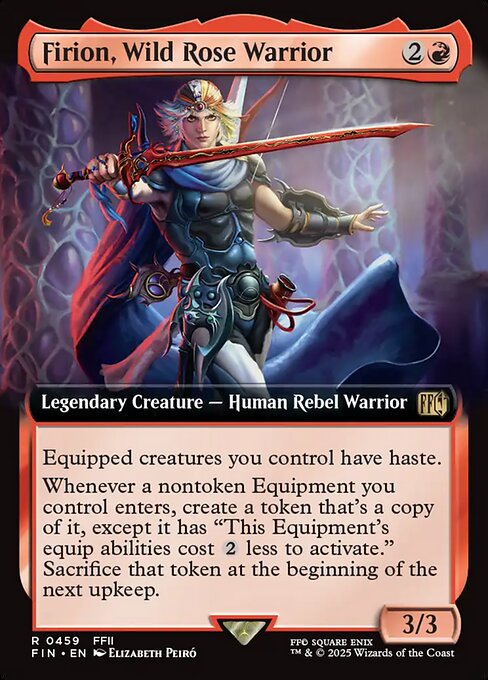 Firion, Wild Rose Warrior 2
Legendary Creature — Human Rebel Warrior FFII
Equipped creatures you control have haste.
Whenever a nontoken Equipment you
control enters, create a token that's a copy
of it, except it has “This Equipment's
equip abilities cost 2 less to activate.”
Sacrifice that token at the beginning of the
next upkeep.
3/3
R 0459 FFII
FIN • EN Elizabeth Peiró
FF© SQUARE ENIX
™ & © 2025 Wizards of the Coast